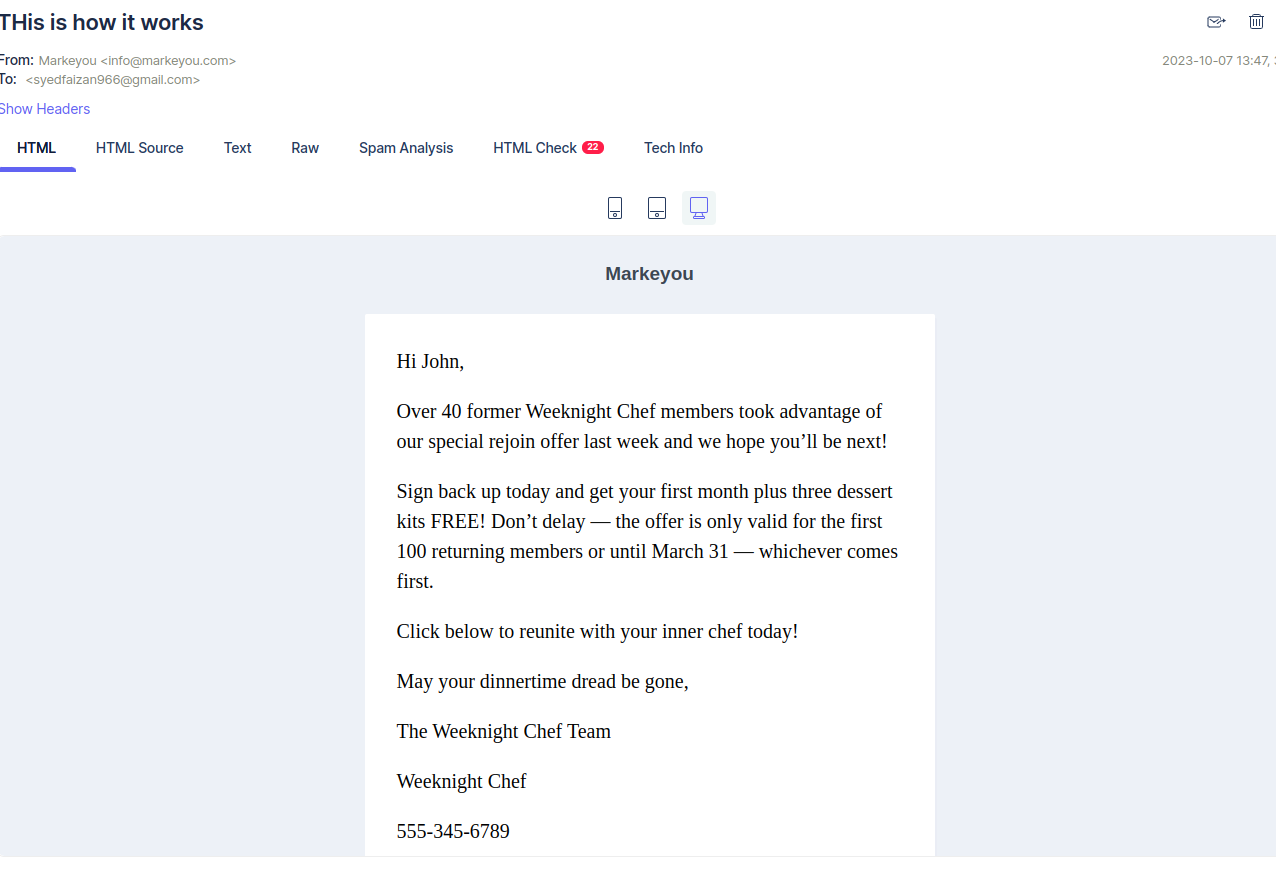 THis is how it works
From: Markeyou <info@markeyou.com>
2023-10-07 13:47,
To: <syedfaizan966@gmail.com>
Show Headers
HTML HTML Source Text Raw Spam Analysis HTML Check 22 Tech Info
Markeyou
Hi John,
Over 40 former Weeknight Chef members took advantage of
our special rejoin offer last week and we hope you’ll be next!
Sign back up today and get your first month plus three dessert
kits FREE! Don’t delay — the offer is only valid for the first
100 returning members or until March 31 — whichever comes
first.
Click below to reunite with your inner chef today!
May your dinnertime dread be gone,
The Weeknight Chef Team
Weeknight Chef
555-345-6789